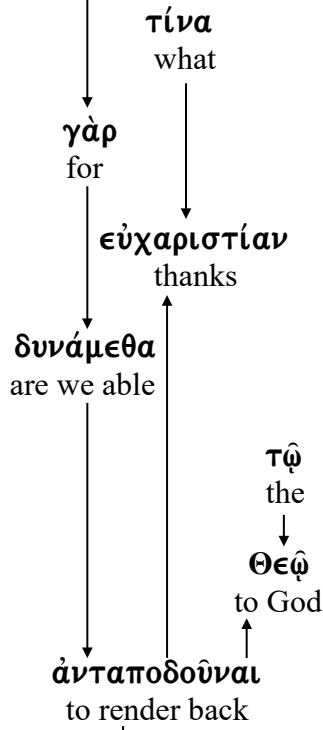 τίνα
what
γὰρ
for
εὐχαριστίαν
thanks
δυνάμεθα
are we able
τῷ
the
Θεῷ
to God
ἀνταποδοῦναι
to render back